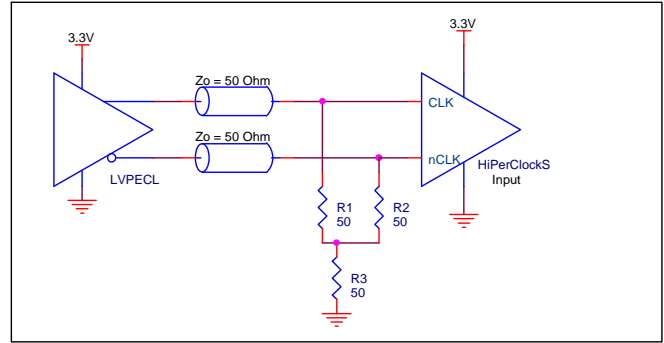 3.3V
3.3V
Zo = 50 Ohm
CLK
Zo = 50 Ohm
nCLK
LVPECL
HiPerClockS
Input
R1
50
R2
50
R3
50